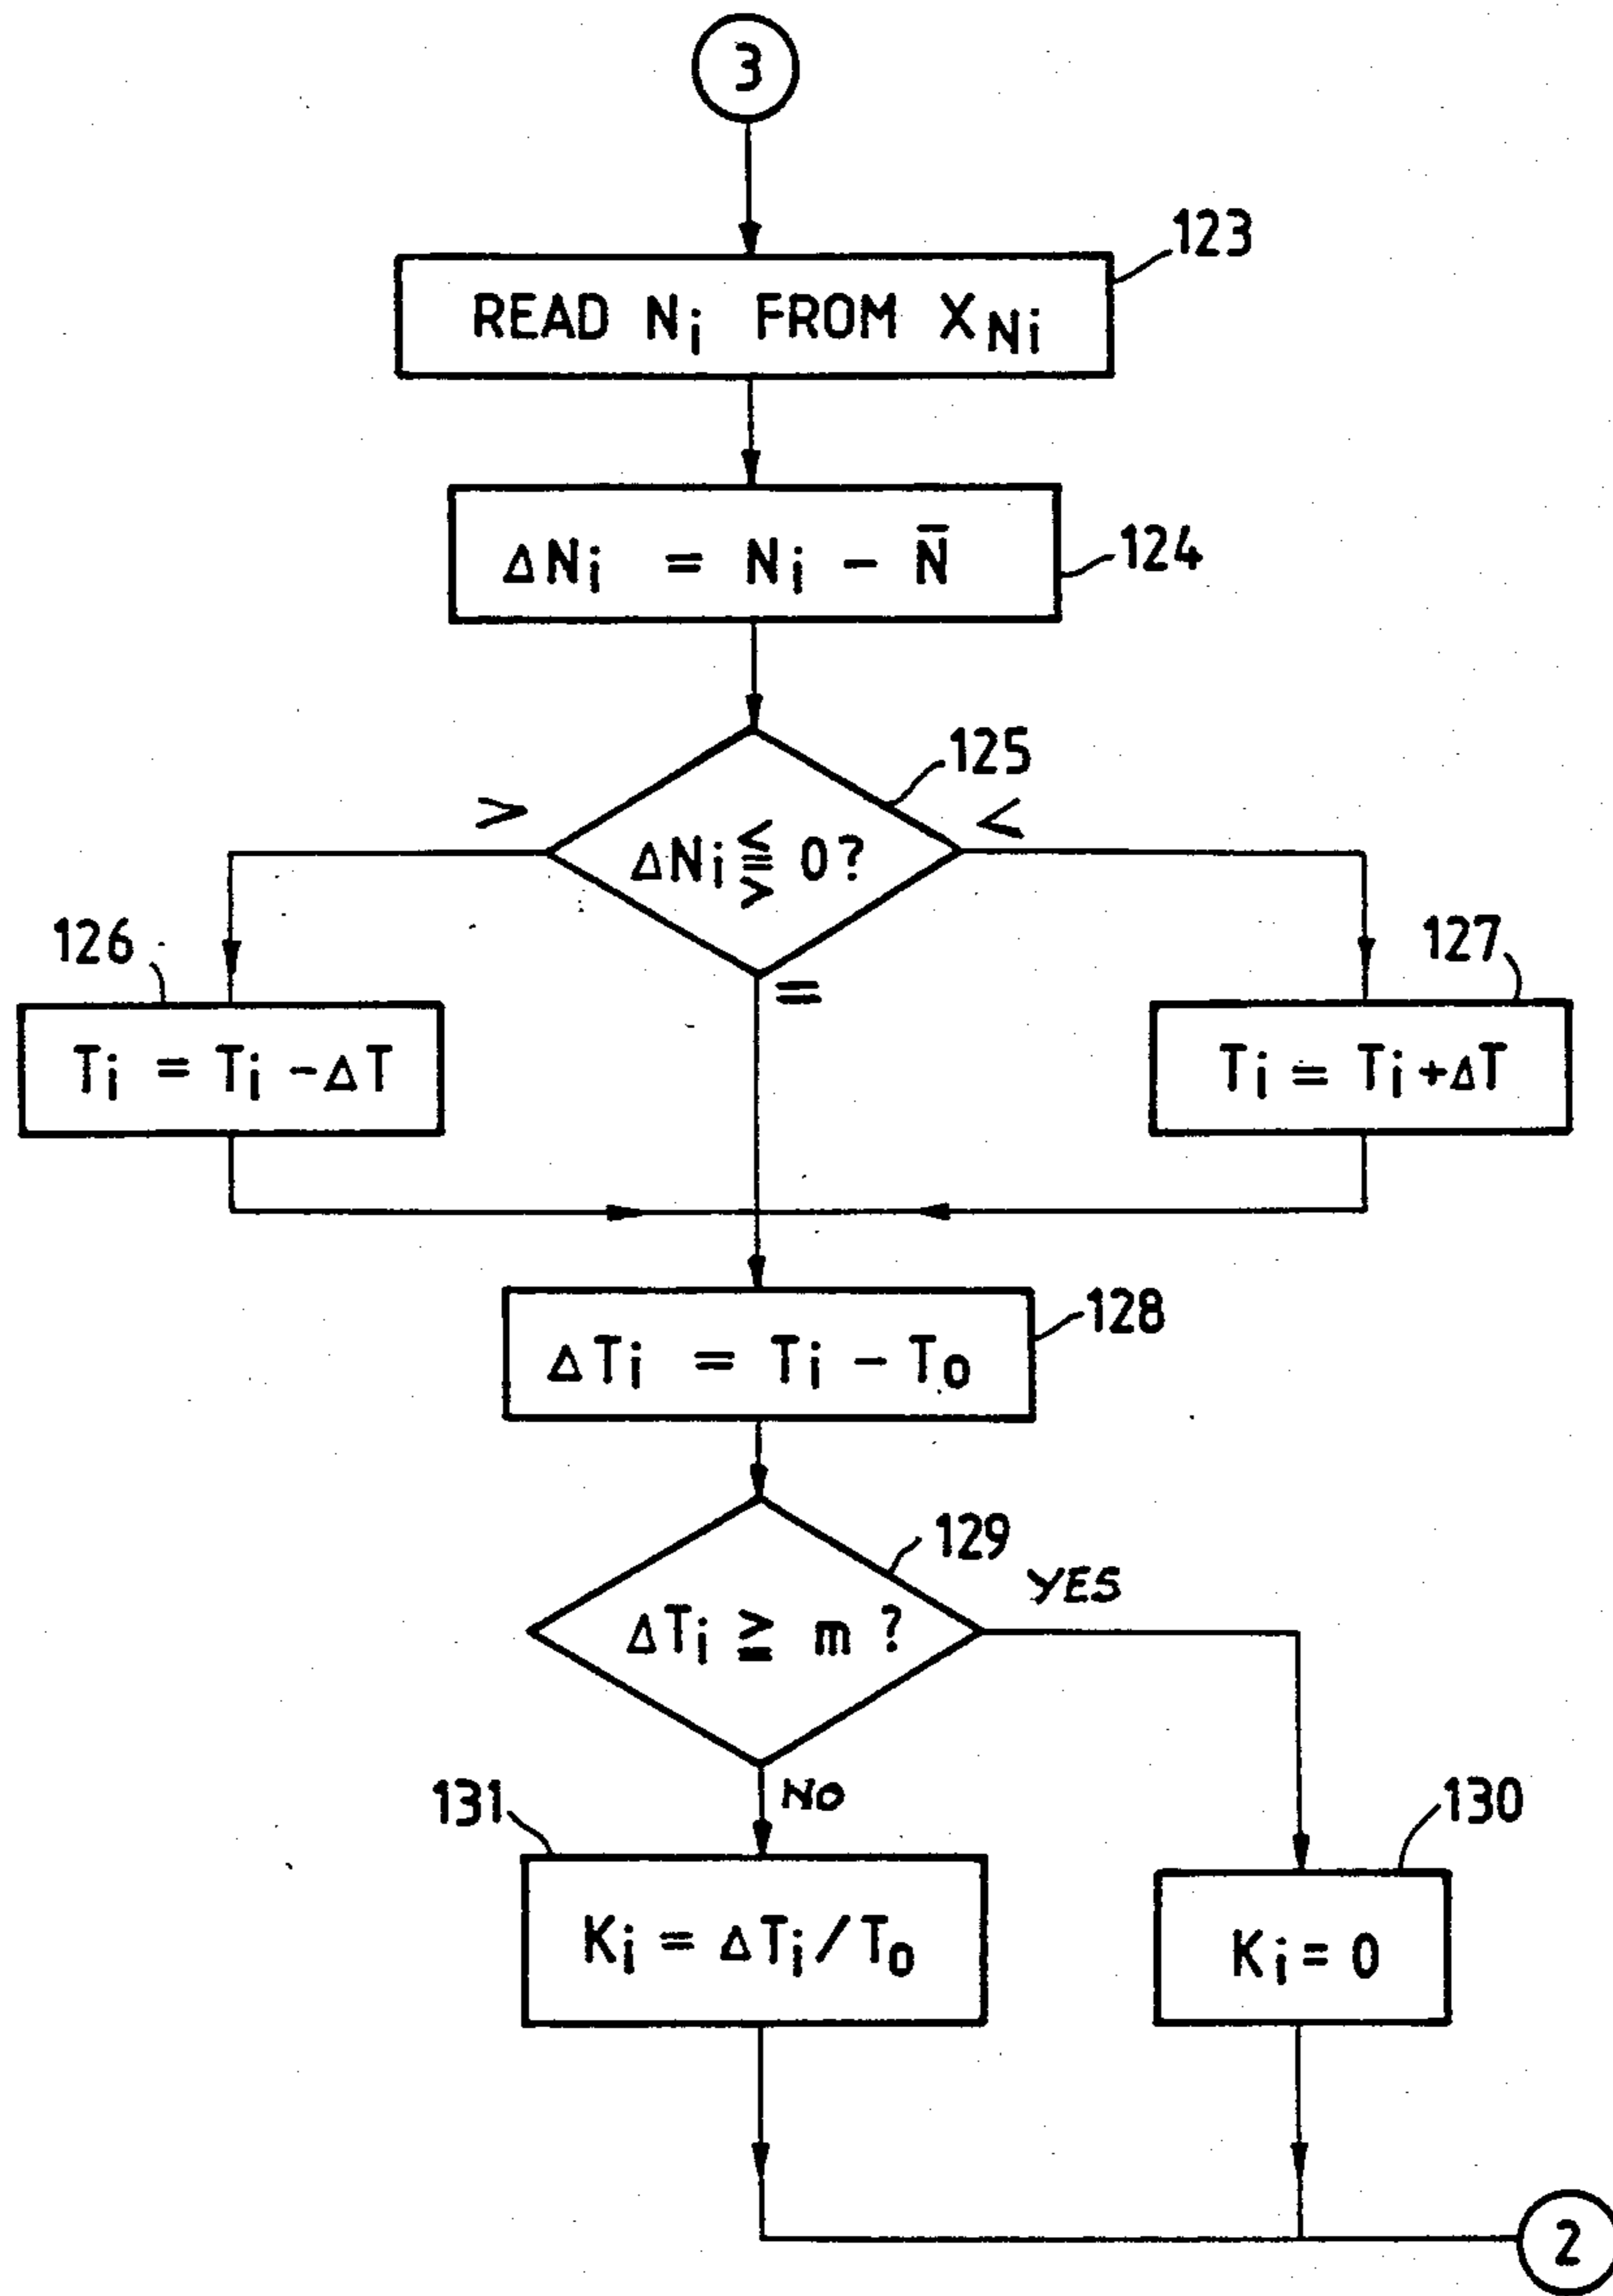 3
123
READ Ni FROM XNi
ΔNi = Ni - N̄
124
125
> <
ΔNi ⋚ 0?
=
126
127
Ti = Ti - ΔT
Ti = Ti + ΔT
128
ΔTi = Ti - To
129
YES
ΔTi ≧ m ?
NO
131
130
Ki = ΔTi / To
Ki = 0
2